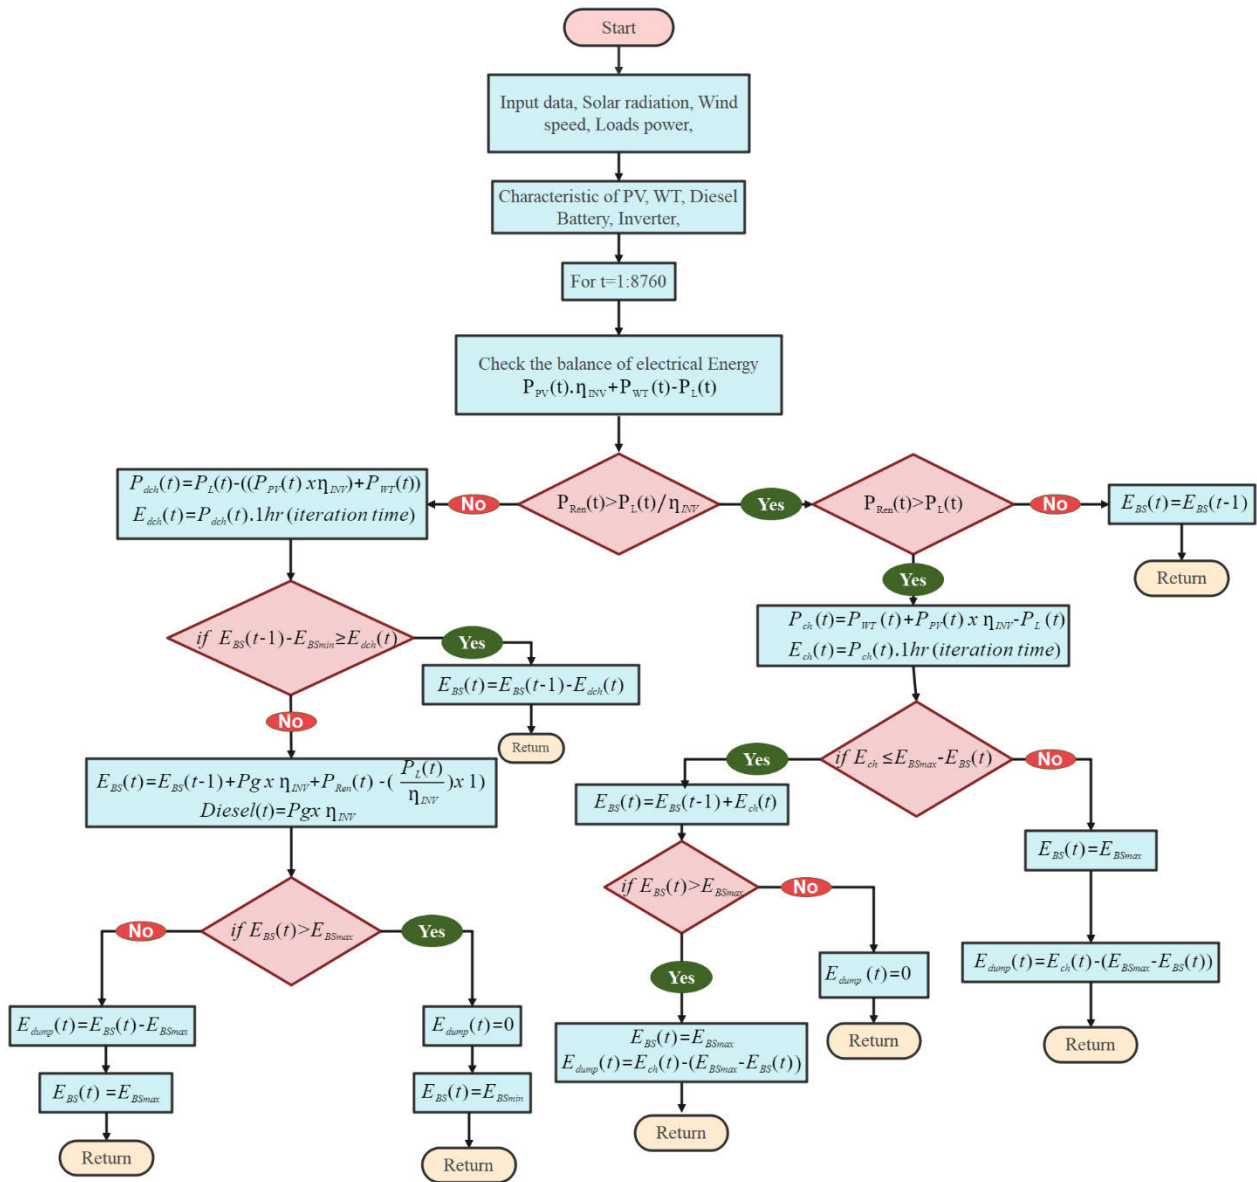 Start
Input data, Solar radiation, Wind
speed, Loads power,
Characteristic of PV, WT, Diesel
Battery, Inverter,
For t=1:8760
Check the balance of electrical Energy
P_PV(t).η_INV+P_WT(t)-P_L(t)
P_Ren(t)>P_L(t)/η_INV
No
Yes
P_dch(t)=P_L(t)-((P_PV(t) x η_INV)+P_WT(t))
E_dch(t)=P_dch(t).1hr (iteration time)
P_Ren(t)>P_L(t)
No
E_BS(t)=E_BS(t-1)
Return
Yes
if E_BS(t-1)-E_BSmin≥E_dch(t)
Yes
E_BS(t)=E_BS(t-1)-E_dch(t)
Return
No
E_BS(t)=E_BS(t-1)+Pg x η_INV+P_Ren(t) -(P_L(t)/η_INV)x 1)
Diesel(t)=Pgx η_INV
if E_BS(t)>E_BSmax
No
E_dump(t)=E_BS(t)-E_BSmax
E_BS(t) =E_BSmax
Return
Yes
E_dump(t)=0
E_BS(t)=E_BSmin
Return
P_ch(t)=P_WT(t)+P_PV(t) x η_INV-P_L (t)
E_ch(t)=P_ch(t).1hr (iteration time)
if E_ch ≤E_BSmax-E_BS(t)
Yes
E_BS(t)=E_BS(t-1)+E_ch(t)
if E_BS(t)>E_BSmax
No
E_dump (t)=0
Return
Yes
E_BS(t)=E_BSmax
E_dump(t)=E_ch(t)-(E_BSmax-E_BS(t))
Return
No
E_BS(t)=E_BSmax
E_dump(t)=E_ch(t)-(E_BSmax-E_BS(t))
Return